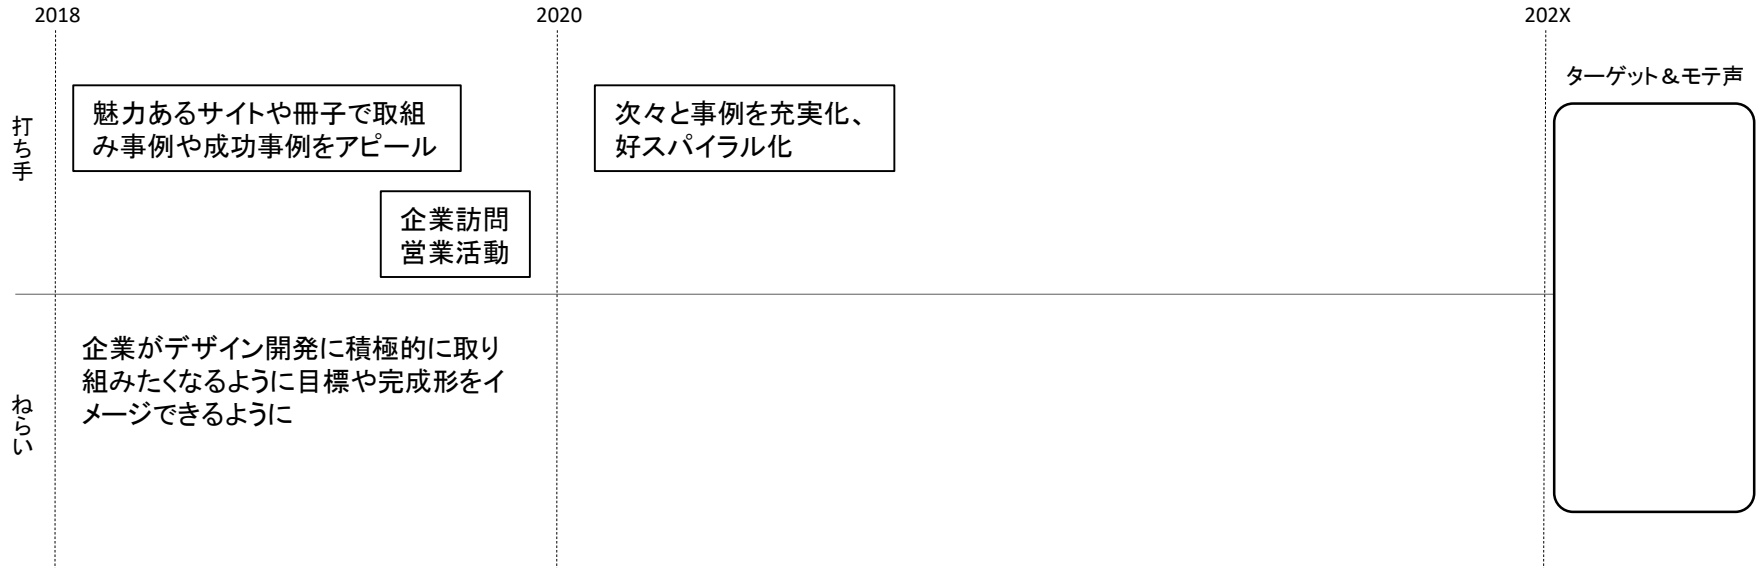 2018
2020
202X
ターゲット＆モテ声
打ち手
魅力あるサイトや冊子で取組
み事例や成功事例をアピール
次々と事例を充実化、
好スパイラル化
企業訪問
営業活動
ねらい
企業がデザイン開発に積極的に取り
組みたくなるように目標や完成形をイ
メージできるように